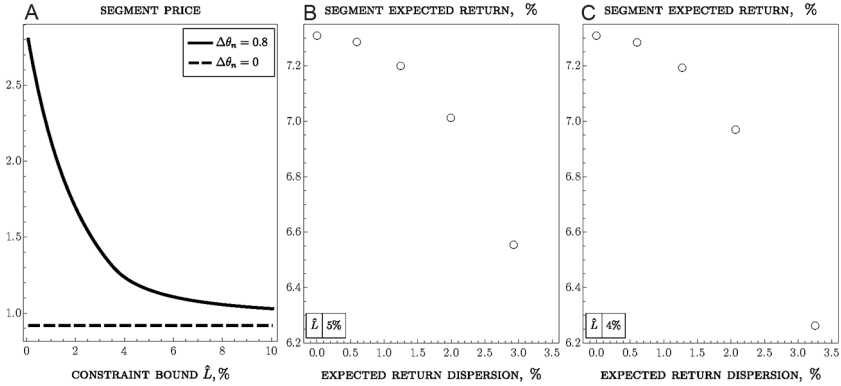 A
SEGMENT PRICE
Δθn = 0.8
Δθn = 0
2.5
2.0
1.5
1.0
0 2 4 6 8 10
CONSTRAINT BOUND L̂, %
B
SEGMENT EXPECTED RETURN, %
7.2
7.0
6.8
6.6
6.4
6.2
L̂ 5%
0.0 0.5 1.0 1.5 2.0 2.5 3.0 3.5
EXPECTED RETURN DISPERSION, %
C
SEGMENT EXPECTED RETURN, %
7.2
7.0
6.8
6.6
6.4
6.2
L̂ 4%
0.0 0.5 1.0 1.5 2.0 2.5 3.0 3.5
EXPECTED RETURN DISPERSION, %